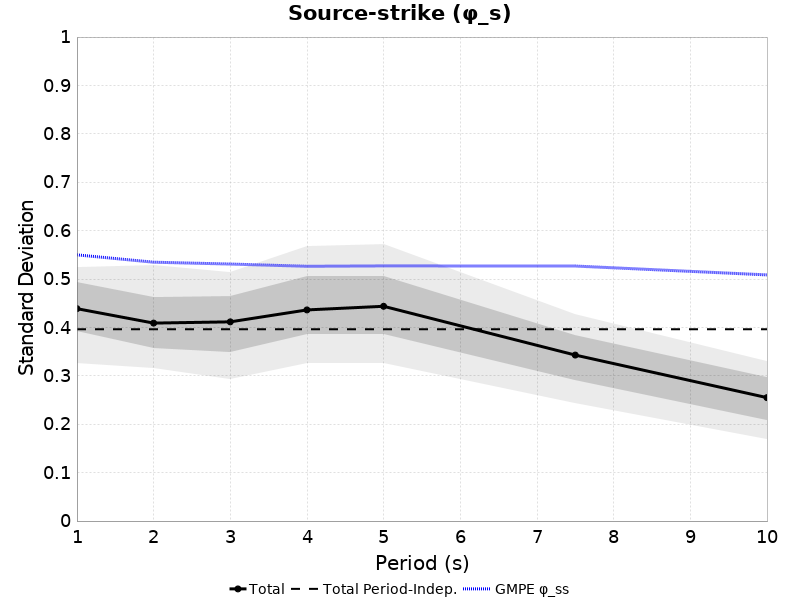 Source-strike (φ_s)
1
0.9
0.8
0.7
0.6
0.5
0.4
0.3
0.2
0.1
0
Standard Deviation
1 2 3 4 5 6 7 8 9 10
Period (s)
Total Total Period-Indep. GMPE φ_ss